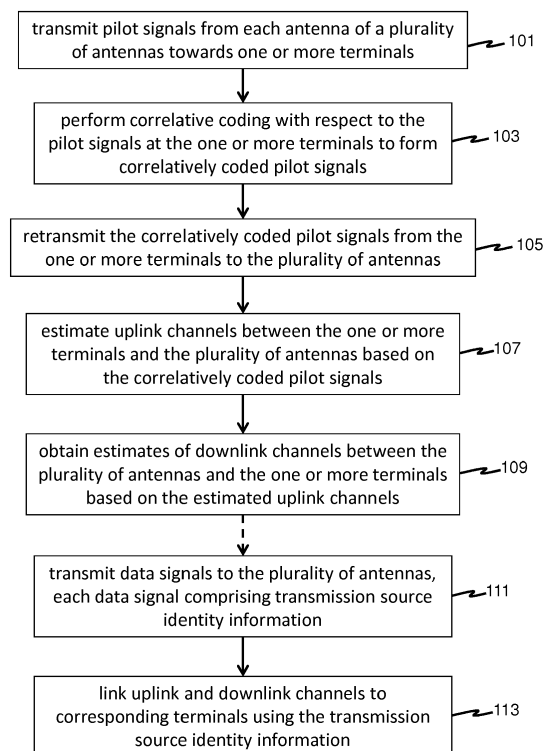 transmit pilot signals from each antenna of a plurality
of antennas towards one or more terminals
101
perform correlative coding with respect to the
pilot signals at the one or more terminals to form
correlatively coded pilot signals
103
retransmit the correlatively coded pilot signals from the
one or more terminals to the plurality of antennas
105
estimate uplink channels between the one or more
terminals and the plurality of antennas based on
the correlatively coded pilot signals
107
obtain estimates of downlink channels between the
plurality of antennas and the one or more terminals
based on the estimated uplink channels
109
transmit data signals to the plurality of antennas,
each data signal comprising transmission source
identity information
111
link uplink and downlink channels to
corresponding terminals using the transmission
source identity information
113